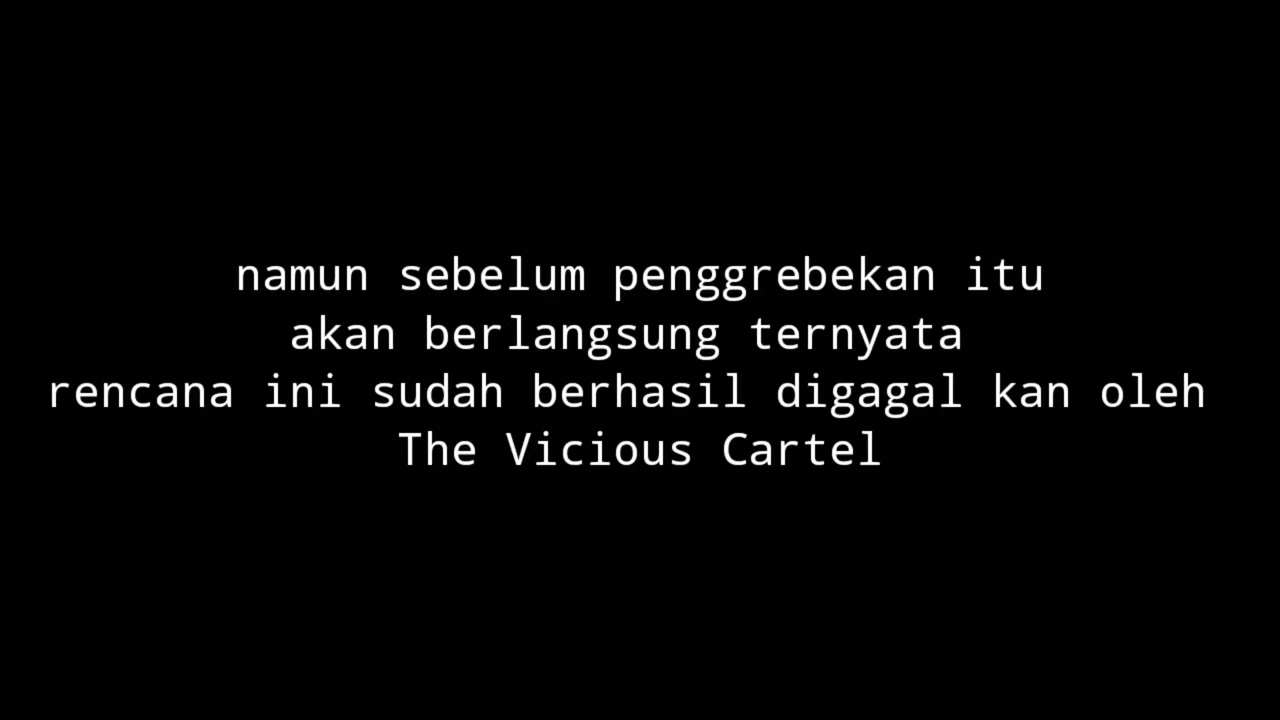 namun sebelum penggrebekan itu
akan berlangsung ternyata
rencana ini sudah berhasil digagal kan oleh
The Vicious Cartel